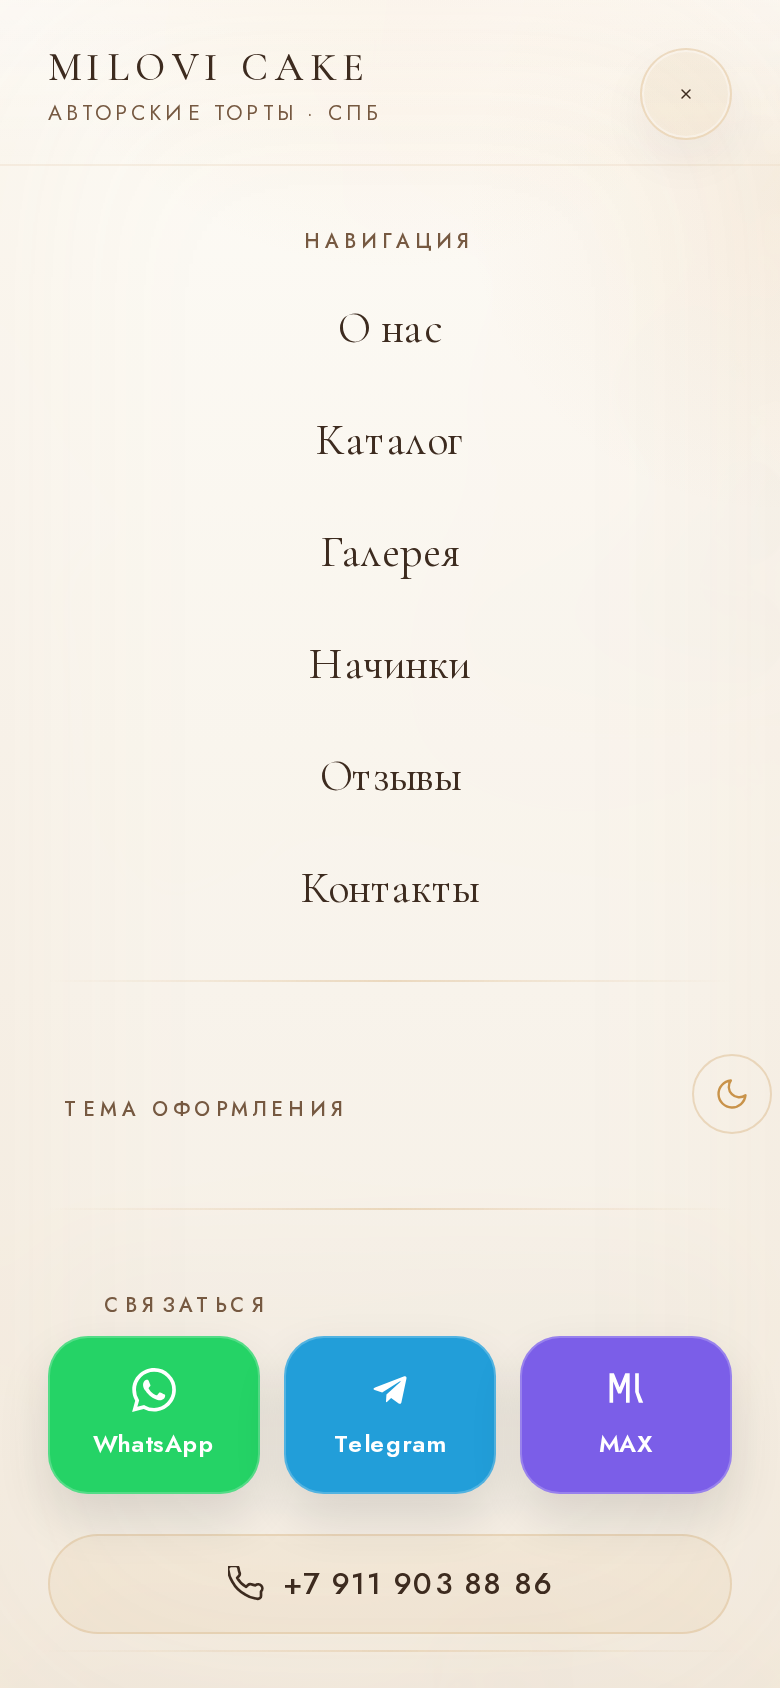 MILOVI CAKE
АВТОРСКИЕ ТОРТЫ · СПБ
×
НАВИГАЦИЯ
О нас
Каталог
Галерея
Начинки
Отзывы
Контакты
ТЕМА ОФОРМЛЕНИЯ
СВЯЗАТЬСЯ
WhatsApp
Telegram
MAX
+7 911 903 88 86